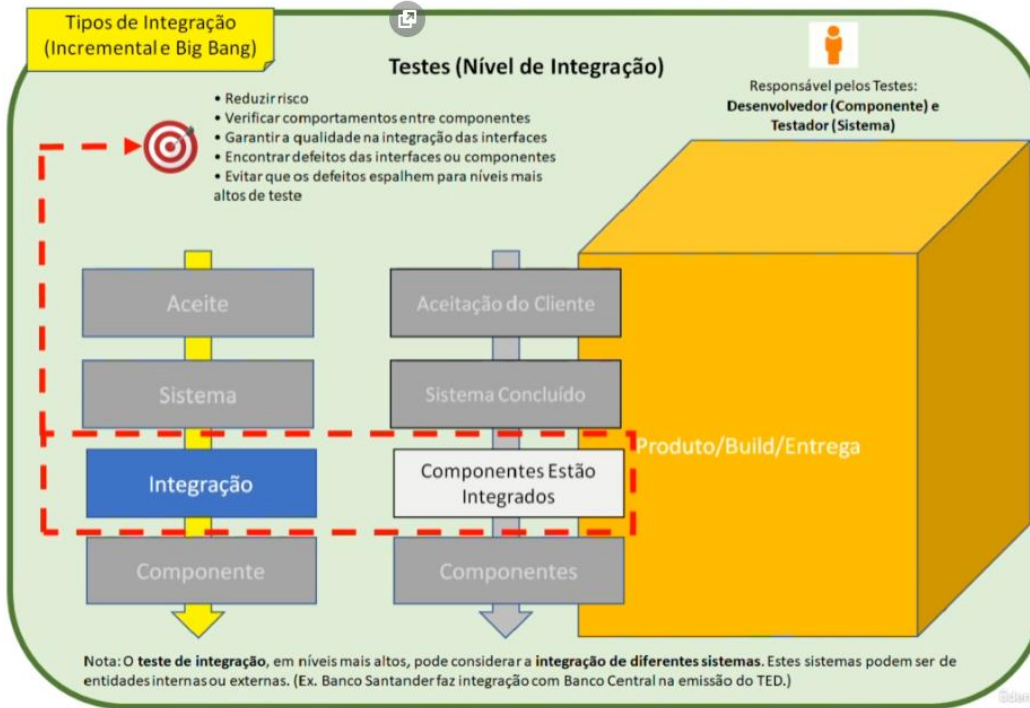 Tipos de Integração
(Incremental e Big Bang)
Testes (Nível de Integração)
Responsável pelos Testes:
Desenvolvedor (Componente) e
Testador (Sistema)
• Reduzir risco
• Verificar comportamentos entre componentes
• Garantir a qualidade na integração das interfaces
• Encontrar defeitos das interfaces ou componentes
• Evitar que os defeitos espalhem para níveis mais
altos de teste
Aceite
Aceitação do Cliente
Sistema
Sistema Concluído
Produto/Build/Entrega
Integração
Componentes Estão
Integrados
Componente
Componentes
Nota: O teste de integração, em níveis mais altos, pode considerar a integração de diferentes sistemas. Estes sistemas podem ser de
entidades internas ou externas. (Ex. Banco Santander faz integração com Banco Central na emissão do TED.)